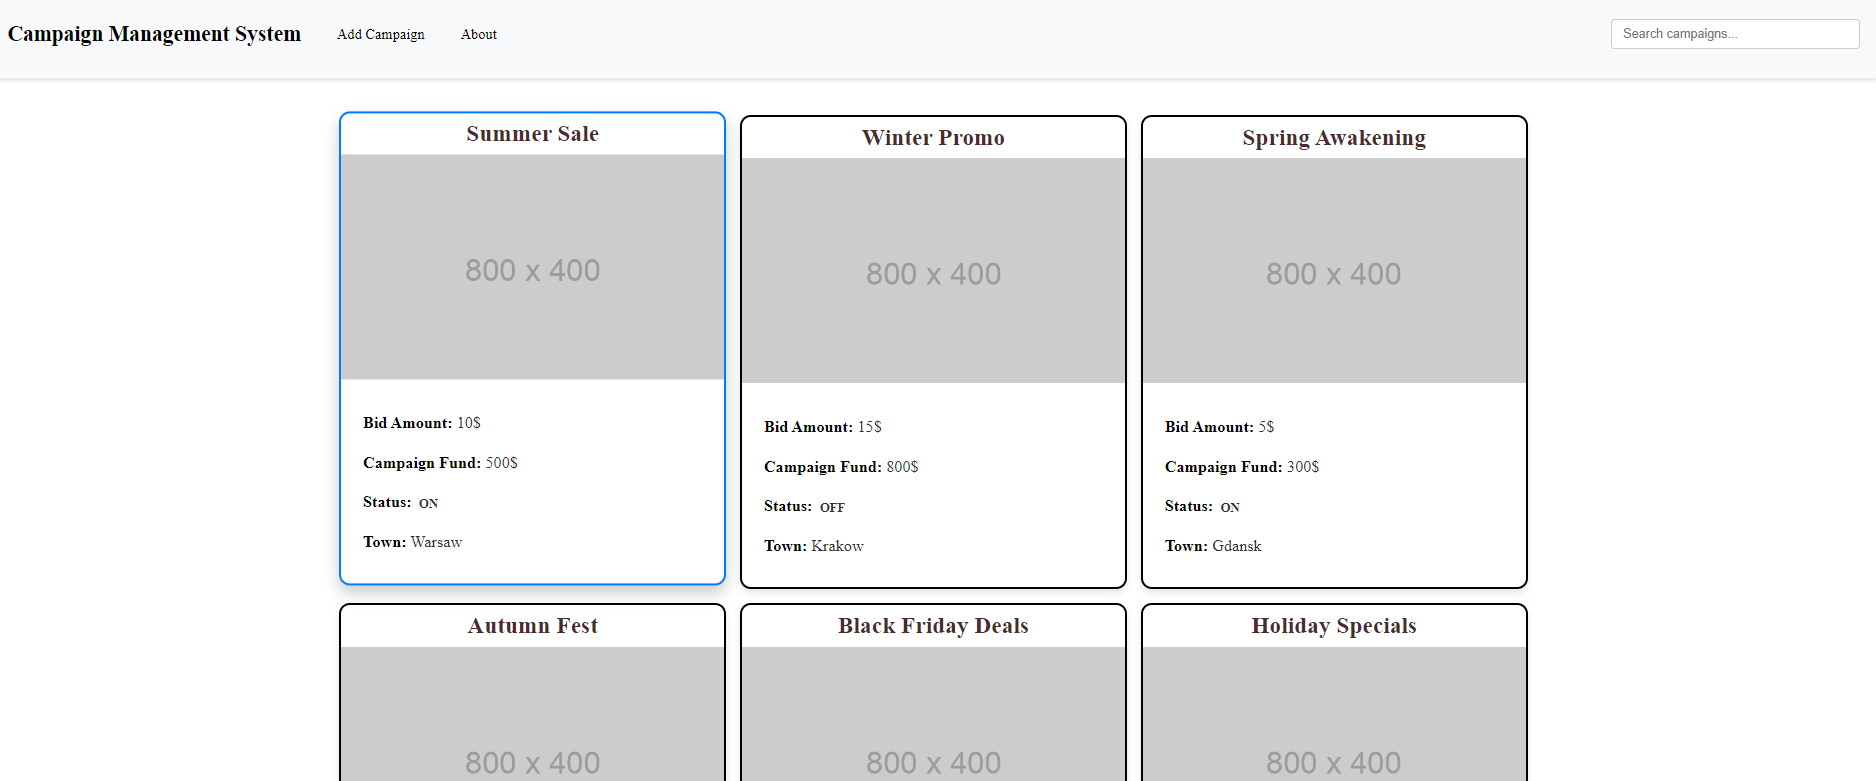 Campaign Management System
Add Campaign
About
Search campaigns...
Summer Sale
800 x 400
Bid Amount: 10$
Campaign Fund: 500$
Status: ON
Town: Warsaw
Winter Promo
800 x 400
Bid Amount: 15$
Campaign Fund: 800$
Status: OFF
Town: Krakow
Spring Awakening
800 x 400
Bid Amount: 5$
Campaign Fund: 300$
Status: ON
Town: Gdansk
Autumn Fest
800 x 400
Black Friday Deals
800 x 400
Holiday Specials
800 x 400